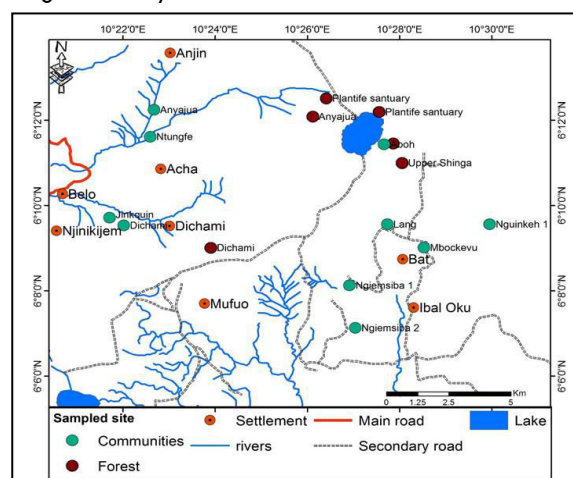 10°22'0"E 10°24'0"E 10°26'0"E 10°28'0"E 10°30'0"E
N
Anjin
Plantife santuary
Anyajua
Plantife santuary
Anyajua
6°12'0"N
Ntungfe
Upper Shinga
Acha
Belo
6°10'0"N
Jinkquin
Lang
Nguinkeh 1
Dicham
Dichami
Njinikijem
Mbockevu
Dichami
Bat
6°8'0"N
Ngiemsiba 1
Mufuo
Ibal Oku
Ngiemsiba 2
6°6'0"N
Km
0 1.25 2.5 5
Sampled site
Settlement
Main road
Lake
Communities
rivers
Secondary road
Forest